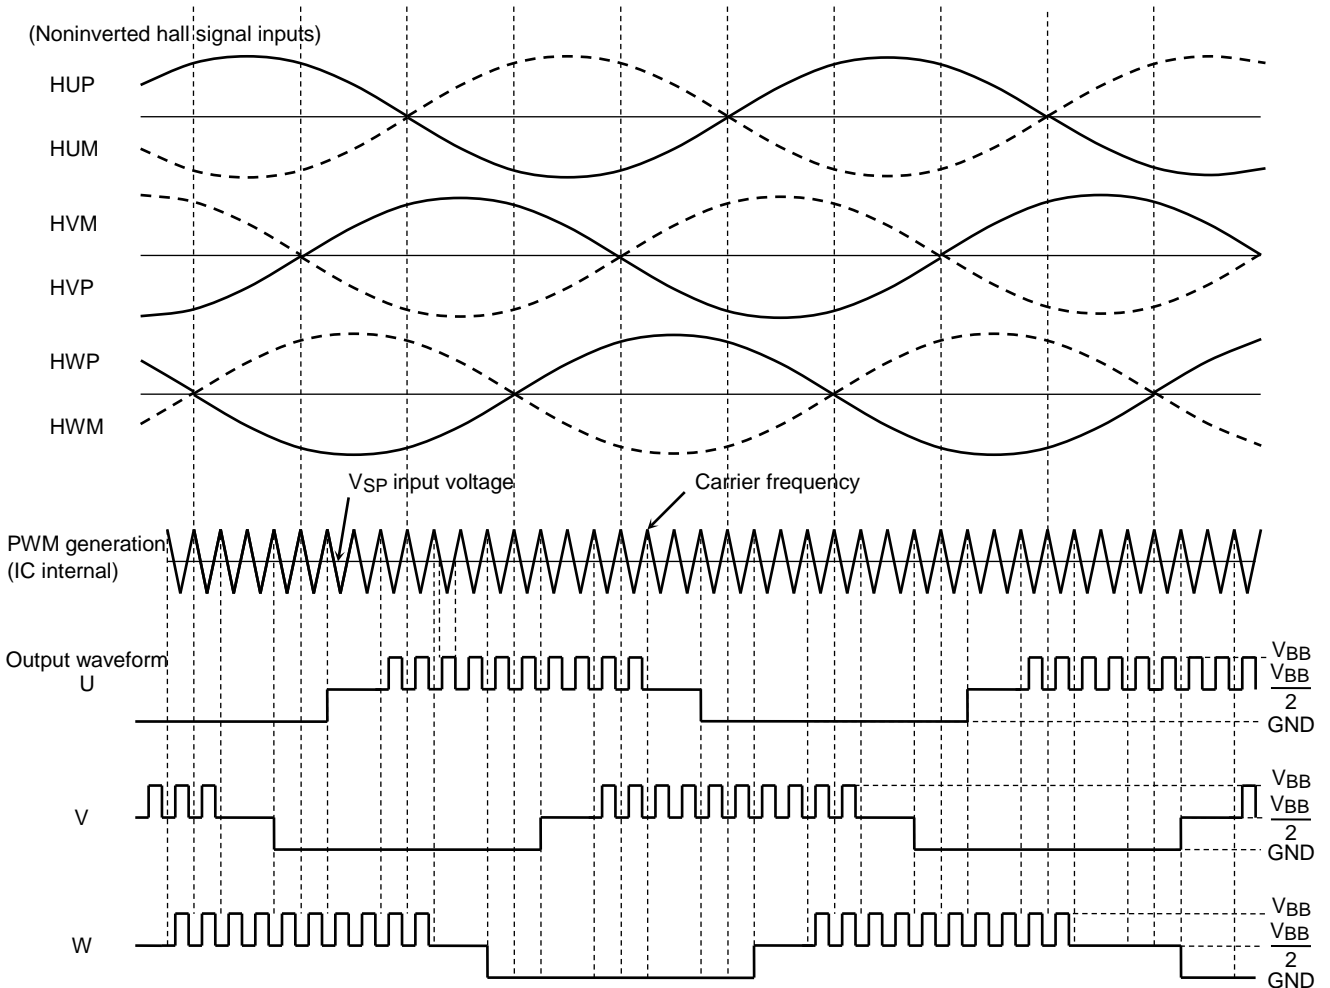 (Noninverted hall signal inputs)
HUP
HUM
HVM
HVP
HWP
HWM
VSP input voltage
Carrier frequency
PWM generation
(IC internal)
Output waveform
U
VBB
VBB
2
GND
V
VBB
VBB
2
GND
W
VBB
VBB
2
GND